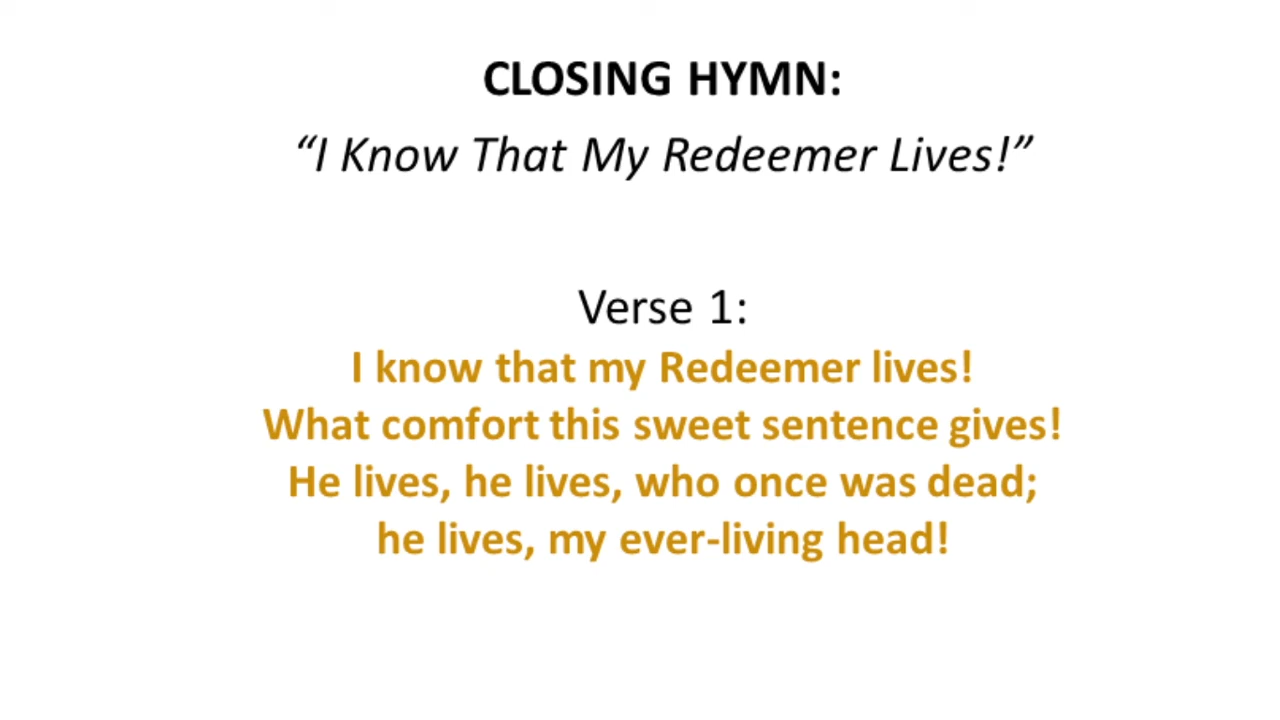 CLOSING HYMN:
“I Know That My Redeemer Lives!”
Verse 1:
I know that my Redeemer lives!
What comfort this sweet sentence gives!
He lives, he lives, who once was dead;
he lives, my ever-living head!